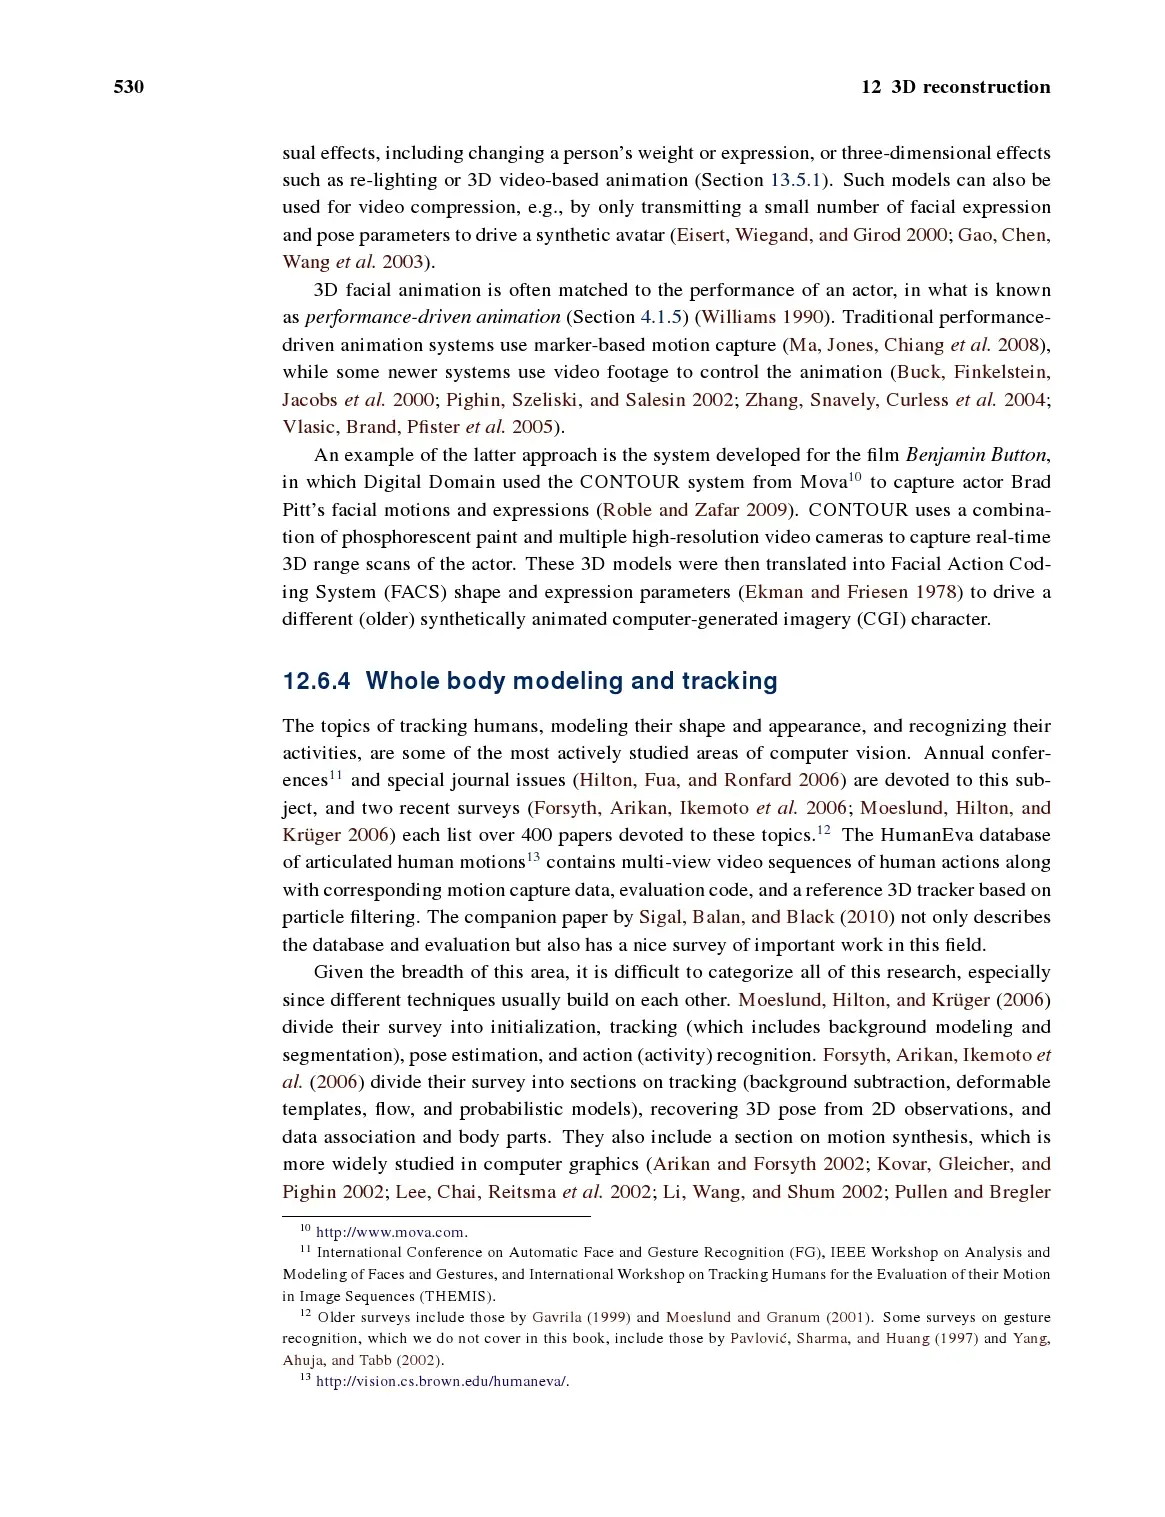 530
12 3D reconstruction
sual effects, including changing a person’s weight or expression, or three-dimensional effects
such as re-lighting or 3D video-based animation (Section 13.5.1). Such models can also be
used for video compression, e.g., by only transmitting a small number of facial expression
and pose parameters to drive a synthetic avatar (Eisert, Wiegand, and Girod 2000; Gao, Chen,
Wang et al. 2003).
3D facial animation is often matched to the performance of an actor, in what is known
as performance-driven animation (Section 4.1.5) (Williams 1990). Traditional performance-
driven animation systems use marker-based motion capture (Ma, Jones, Chiang et al. 2008),
while some newer systems use video footage to control the animation (Buck, Finkelstein,
Jacobs et al. 2000; Pighin, Szeliski, and Salesin 2002; Zhang, Snavely, Curless et al. 2004;
Vlasic, Brand, Pfister et al. 2005).
An example of the latter approach is the system developed for the film Benjamin Button,
in which Digital Domain used the CONTOUR system from Mova10 to capture actor Brad
Pitt’s facial motions and expressions (Roble and Zafar 2009). CONTOUR uses a combina-
tion of phosphorescent paint and multiple high-resolution video cameras to capture real-time
3D range scans of the actor. These 3D models were then translated into Facial Action Cod-
ing System (FACS) shape and expression parameters (Ekman and Friesen 1978) to drive a
different (older) synthetically animated computer-generated imagery (CGI) character.
12.6.4 Whole body modeling and tracking
The topics of tracking humans, modeling their shape and appearance, and recognizing their
activities, are some of the most actively studied areas of computer vision. Annual confer-
ences11 and special journal issues (Hilton, Fua, and Ronfard 2006) are devoted to this sub-
ject, and two recent surveys (Forsyth, Arikan, Ikemoto et al. 2006; Moeslund, Hilton, and
Krüger 2006) each list over 400 papers devoted to these topics.12 The HumanEva database
of articulated human motions13 contains multi-view video sequences of human actions along
with corresponding motion capture data, evaluation code, and a reference 3D tracker based on
particle filtering. The companion paper by Sigal, Balan, and Black (2010) not only describes
the database and evaluation but also has a nice survey of important work in this field.
Given the breadth of this area, it is difficult to categorize all of this research, especially
since different techniques usually build on each other. Moeslund, Hilton, and Krüger (2006)
divide their survey into initialization, tracking (which includes background modeling and
segmentation), pose estimation, and action (activity) recognition. Forsyth, Arikan, Ikemoto et
al. (2006) divide their survey into sections on tracking (background subtraction, deformable
templates, flow, and probabilistic models), recovering 3D pose from 2D observations, and
data association and body parts. They also include a section on motion synthesis, which is
more widely studied in computer graphics (Arikan and Forsyth 2002; Kovar, Gleicher, and
Pighin 2002; Lee, Chai, Reitsma et al. 2002; Li, Wang, and Shum 2002; Pullen and Bregler
10 http://www.mova.com.
11 International Conference on Automatic Face and Gesture Recognition (FG), IEEE Workshop on Analysis and
Modeling of Faces and Gestures, and International Workshop on Tracking Humans for the Evaluation of their Motion
in Image Sequences (THEMIS).
12 Older surveys include those by Gavrila (1999) and Moeslund and Granum (2001). Some surveys on gesture
recognition, which we do not cover in this book, include those by Pavlović, Sharma, and Huang (1997) and Yang,
Ahuja, and Tabb (2002).
13 http://vision.cs.brown.edu/humaneva/.